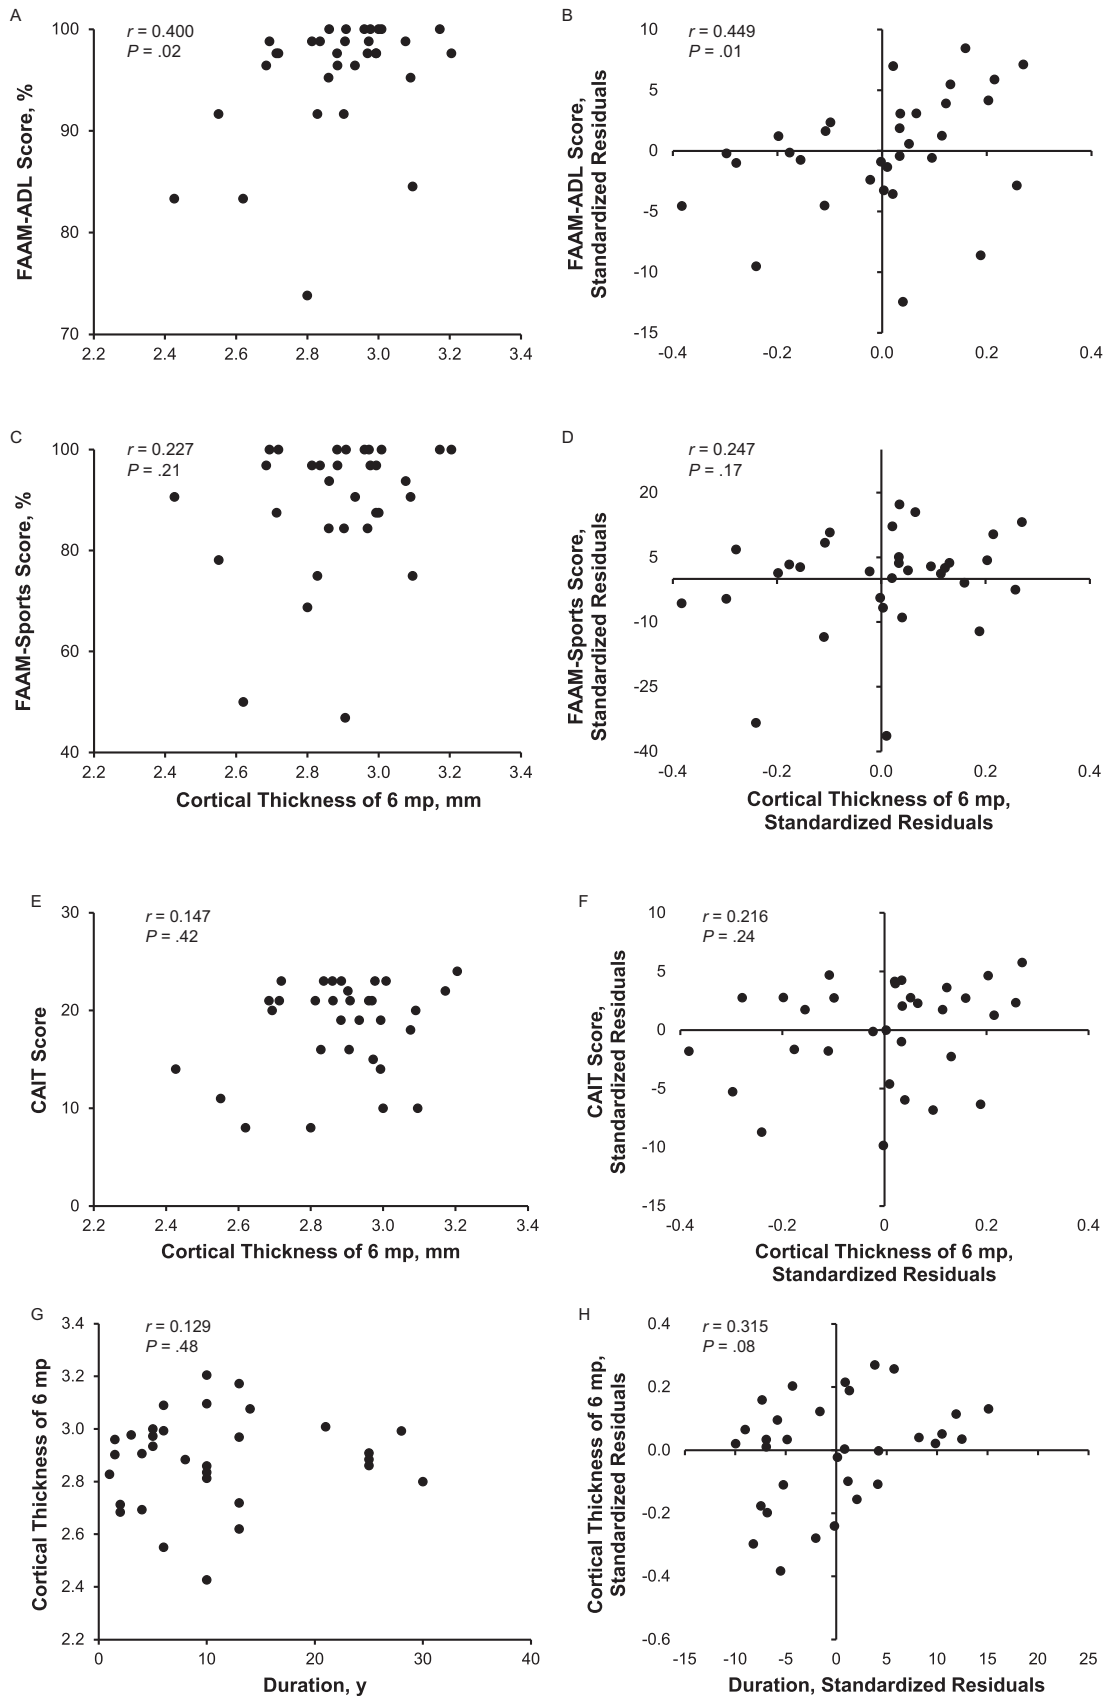 A
r = 0.400
P = .02
FAAM-ADL Score, %
100
90
80
70
2.2 2.4 2.6 2.8 3.0 3.2 3.4
B
r = 0.449
P = .01
FAAM-ADL Score,
Standardized Residuals
10
5
0
-5
-10
-15
-0.4 -0.2 0.0 0.2 0.4
C
r = 0.227
P = .21
FAAM-Sports Score, %
100
80
60
40
2.2 2.4 2.6 2.8 3.0 3.2 3.4
Cortical Thickness of 6 mp, mm
D
r = 0.247
P = .17
FAAM-Sports Score,
Standardized Residuals
20
5
-10
-25
-40
-0.4 -0.2 0.0 0.2 0.4
Cortical Thickness of 6 mp,
Standardized Residuals
E
r = 0.147
P = .42
CAIT Score
30
20
10
0
2.2 2.4 2.6 2.8 3.0 3.2 3.4
Cortical Thickness of 6 mp, mm
F
r = 0.216
P = .24
CAIT Score,
Standardized Residuals
10
5
0
-5
-10
-15
-0.4 -0.2 0 0.2 0.4
Cortical Thickness of 6 mp,
Standardized Residuals
G
r = 0.129
P = .48
Cortical Thickness of 6 mp
3.4
3.2
3.0
2.8
2.6
2.4
2.2
0 10 20 30 40
Duration, y
H
r = 0.315
P = .08
Cortical Thickness of 6 mp,
Standardized Residuals
0.4
0.2
0.0
-0.2
-0.4
-0.6
-15 -10 -5 0 5 10 15 20 25
Duration, Standardized Residuals